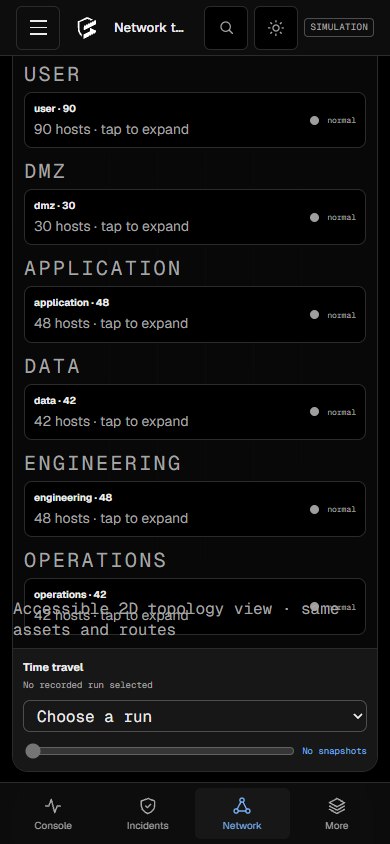 Network t...
SIMULATION
USER
user · 90
90 hosts · tap to expand
normal
DMZ
dmz · 30
30 hosts · tap to expand
normal
APPLICATION
application · 48
48 hosts · tap to expand
normal
DATA
data · 42
42 hosts · tap to expand
normal
ENGINEERING
engineering · 48
48 hosts · tap to expand
normal
OPERATIONS
operations · 42
42 hosts · tap to expand
normal
Accessible 2D topology view · same
assets and routes
Time travel
No recorded run selected
Choose a run
No snapshots
Console
Incidents
Network
More